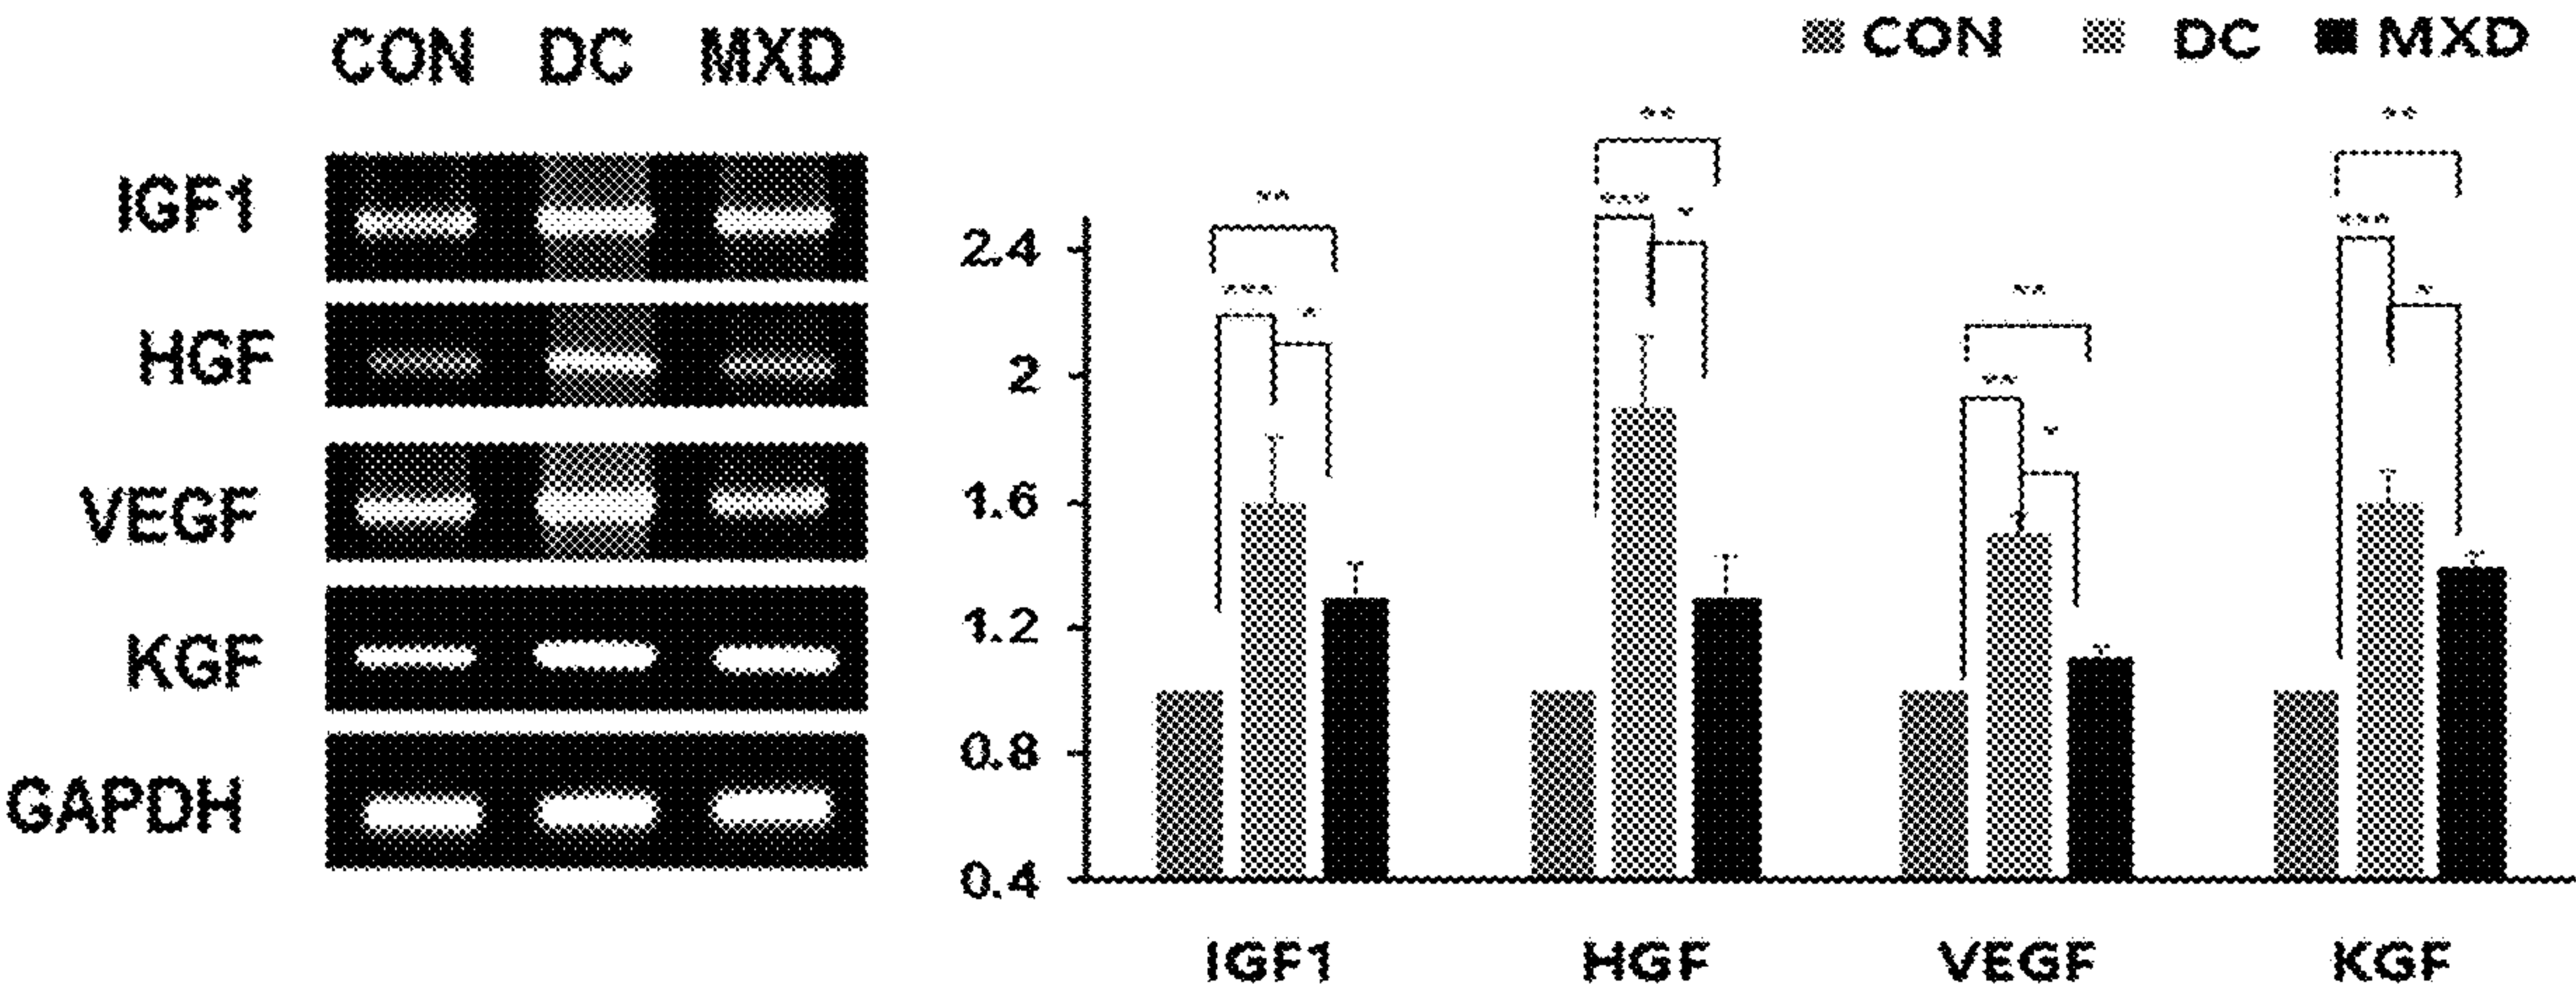 CON DC MXD
IGF1
HGF
VEGF
KGF
GAPDH
CON DC MXD
** ** 
** *** * 
*** * ** * 
** 
*
2.4
2
1.6
1.2
0.8
0.4
IGF1 HGF VEGF KGF